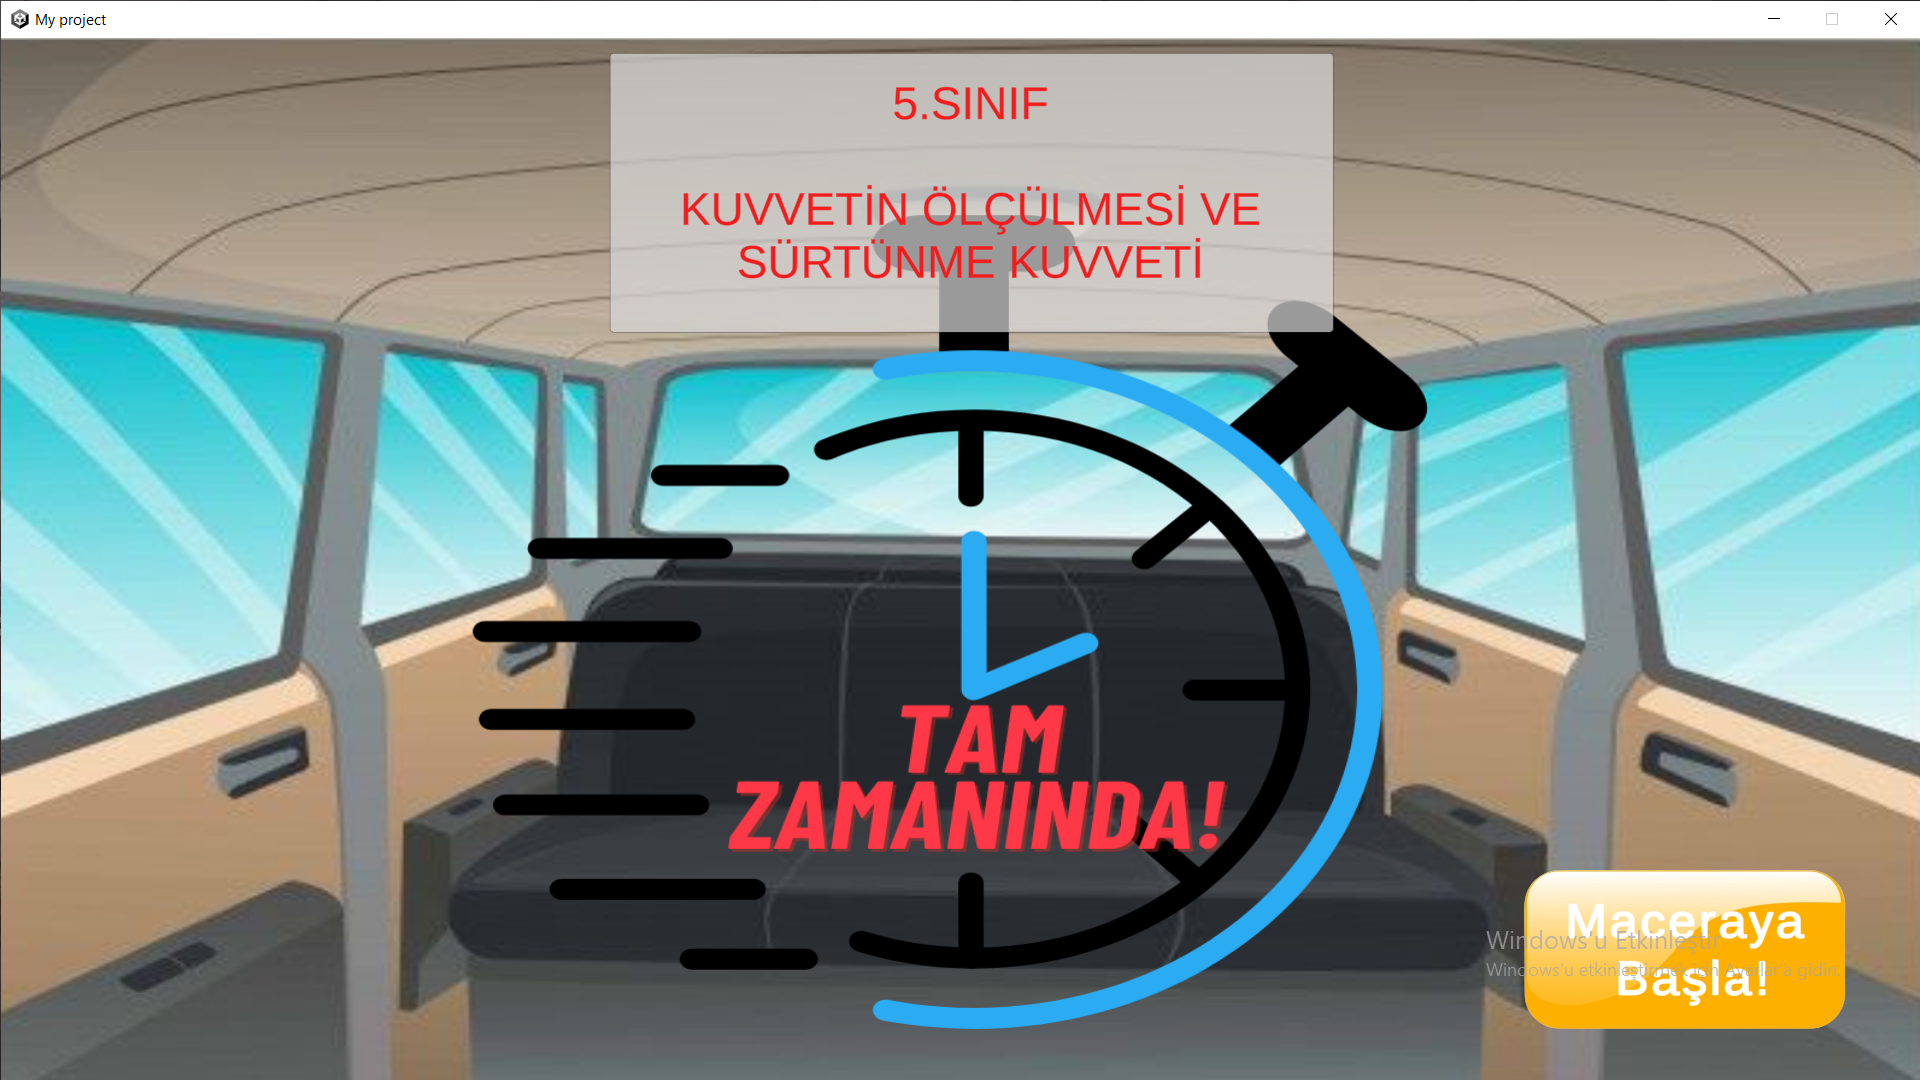 My project
5.SINIF
KUVVETİN ÖLÇÜLMESİ VE
SÜRTÜNME KUVVETİ
TAM
ZAMANINDA!
Maceraya
Başla!
Windows'u Etkinleştir
Windows'u etkinleştirmek için Ayarlar'a gidin.